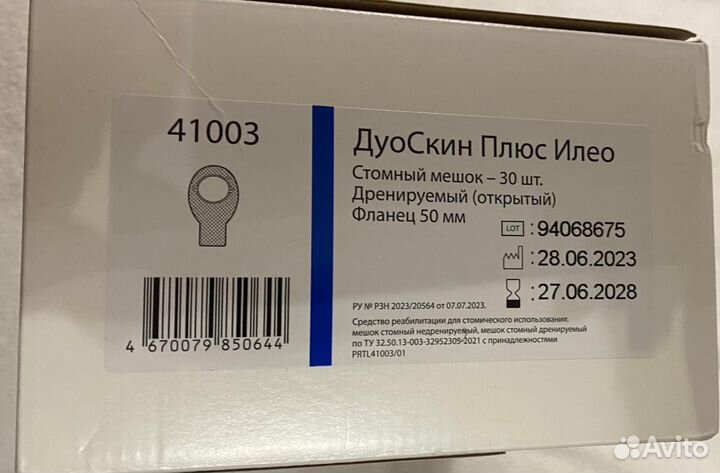 41003
ДуоСкин Плюс Илео
Стомный мешок – 30 шт.
Дренируемый (открытый)
Фланец 50 мм
LOT : 94068675
: 28.06.2023
: 27.06.2028
РУ № РЗН 2023/20564 от 07.07.2023.
Средство реабилитации для стомического использования:
мешок стомный недренируемый, мешок стомный дренируемый
по ТУ 32.50.13-003-32952305-2021 с принадлежностями
PRTL41003/01
4 670079 850644
Avito